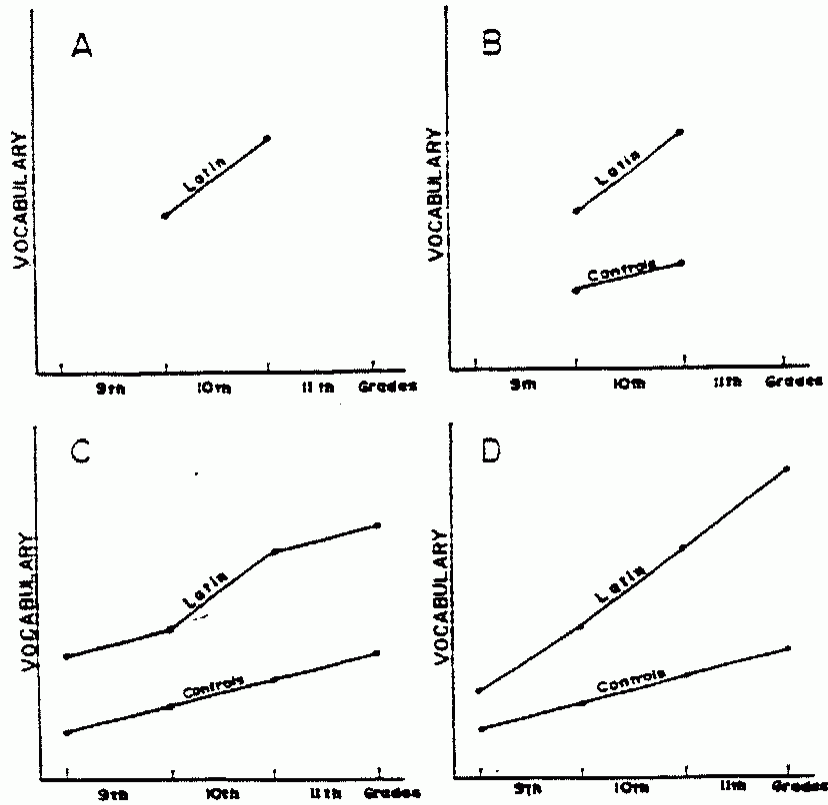 A
VOCABULARY
Latin
9th 10th 11th Grades
B
VOCABULARY
Latin
Controls
9th 10th 11th Grades
C
VOCABULARY
Latin
Controls
9th 10th 11th Grades
D
VOCABULARY
Latin
Controls
9th 10th 11th Grades